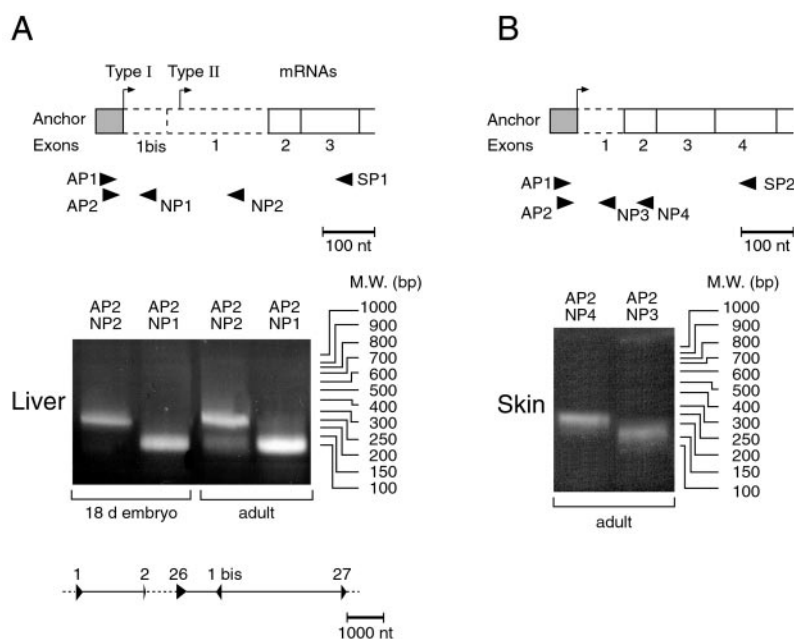 A
Type I
Type II
mRNAs
Anchor
Exons
1bis
1
2
3
AP1
SP1
AP2
NP1
NP2
100 nt
M.W. (bp)
AP2 AP2 AP2 AP2
NP2 NP1 NP2 NP1
1000
900
800
700
600
500
400
300
250
200
150
100
Liver
18 d embryo
adult
1 2 26 1 bis 27
1000 nt
B
Anchor
Exons
1 2 3 4
AP1
SP2
AP2
NP3
NP4
100 nt
M.W. (bp)
AP2 AP2
NP4 NP3
1000
900
800
700
600
500
400
300
250
200
150
100
Skin
adult